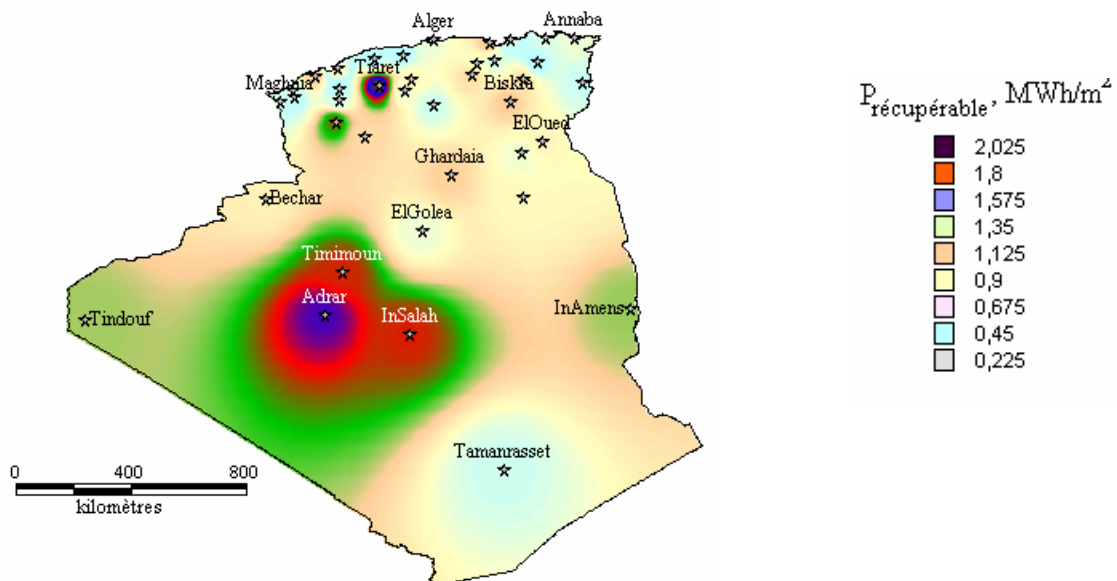 Alger
Annaba
Tiaret
Maghnia
Biskra
ElOued
Ghardaia
Bechar
ElGolea
Timimoun
Adrar
InSalah
InAmens
Tindouf
Tamanrasset
0 400 800
kilomètres
Précupérable, MWh/m²
2,025
1,8
1,575
1,35
1,125
0,9
0,675
0,45
0,225